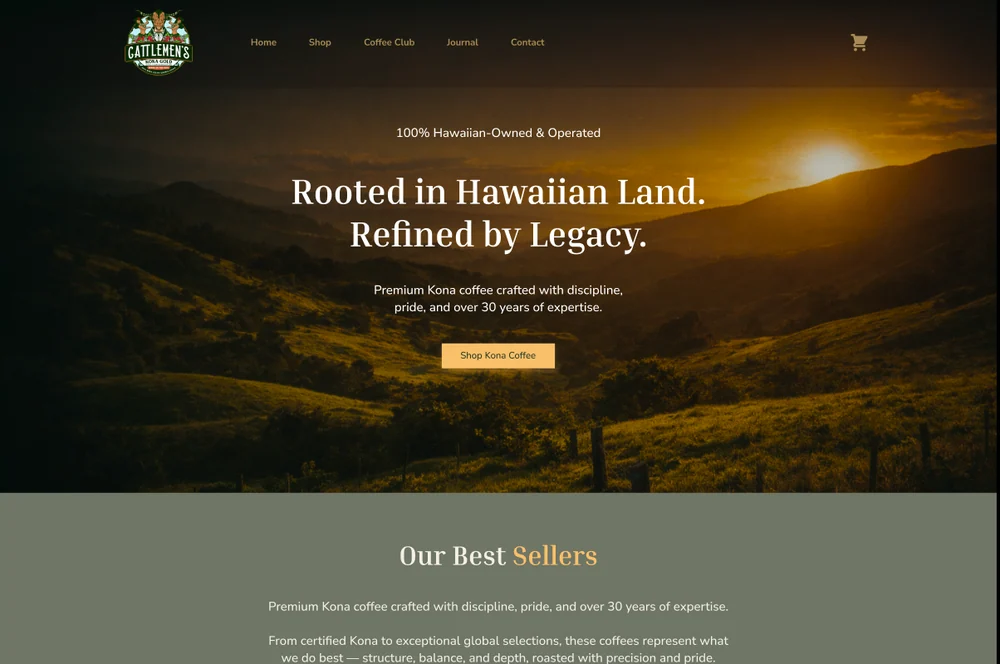 CATTLEMEN'S
KONA GOLD
Home
Shop
Coffee Club
Journal
Contact
100% Hawaiian-Owned & Operated
Rooted in Hawaiian Land.
Refined by Legacy.
Premium Kona coffee crafted with discipline,
pride, and over 30 years of expertise.
Shop Kona Coffee
Our Best Sellers
Premium Kona coffee crafted with discipline, pride, and over 30 years of expertise.
From certified Kona to exceptional global selections, these coffees represent what
we do best — structure, balance, and depth, roasted with precision and pride.